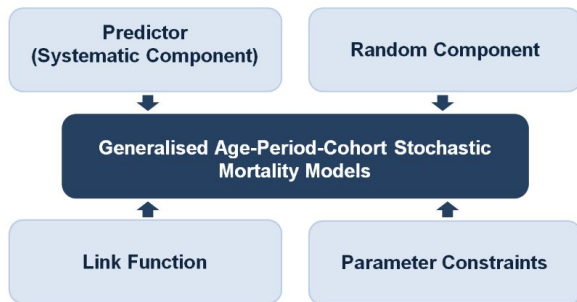 Predictor
(Systematic Component)
Random Component
Generalised Age-Period-Cohort Stochastic
Mortality Models
Link Function
Parameter Constraints